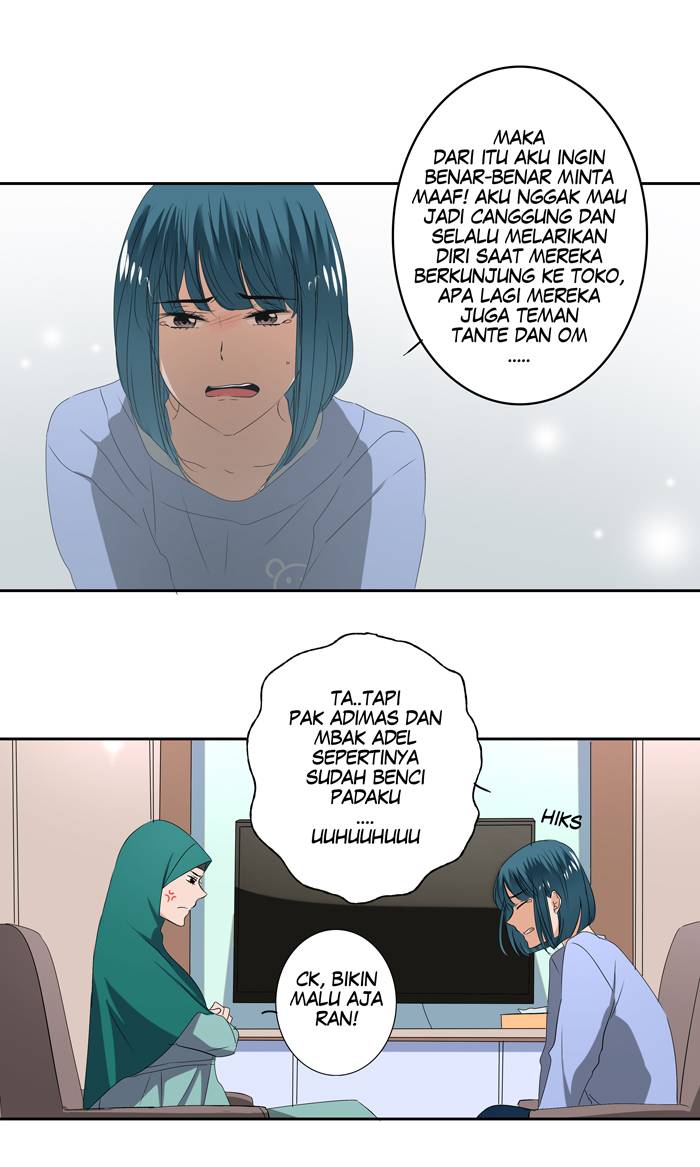 MAKA
DARI ITU AKU INGIN
BENAR-BENAR MINTA
MAAF! AKU NGGAK MAU
JADI CANGGUNG DAN
SELALU MELARIKAN
DIRI SAAT MEREKA
BERKUNJUNG KE TOKO,
APA LAGI MEREKA
JUGA TEMAN
TANTE DAN OM
.....
TA..TAPI
PAK ADIMAS DAN
MBAK ADEL
SEPERTINYA
SUDAH BENCI
PADAKU
....
UUHUUHUUU
HIKS
CK, BIKIN
MALU AJA
RAN!